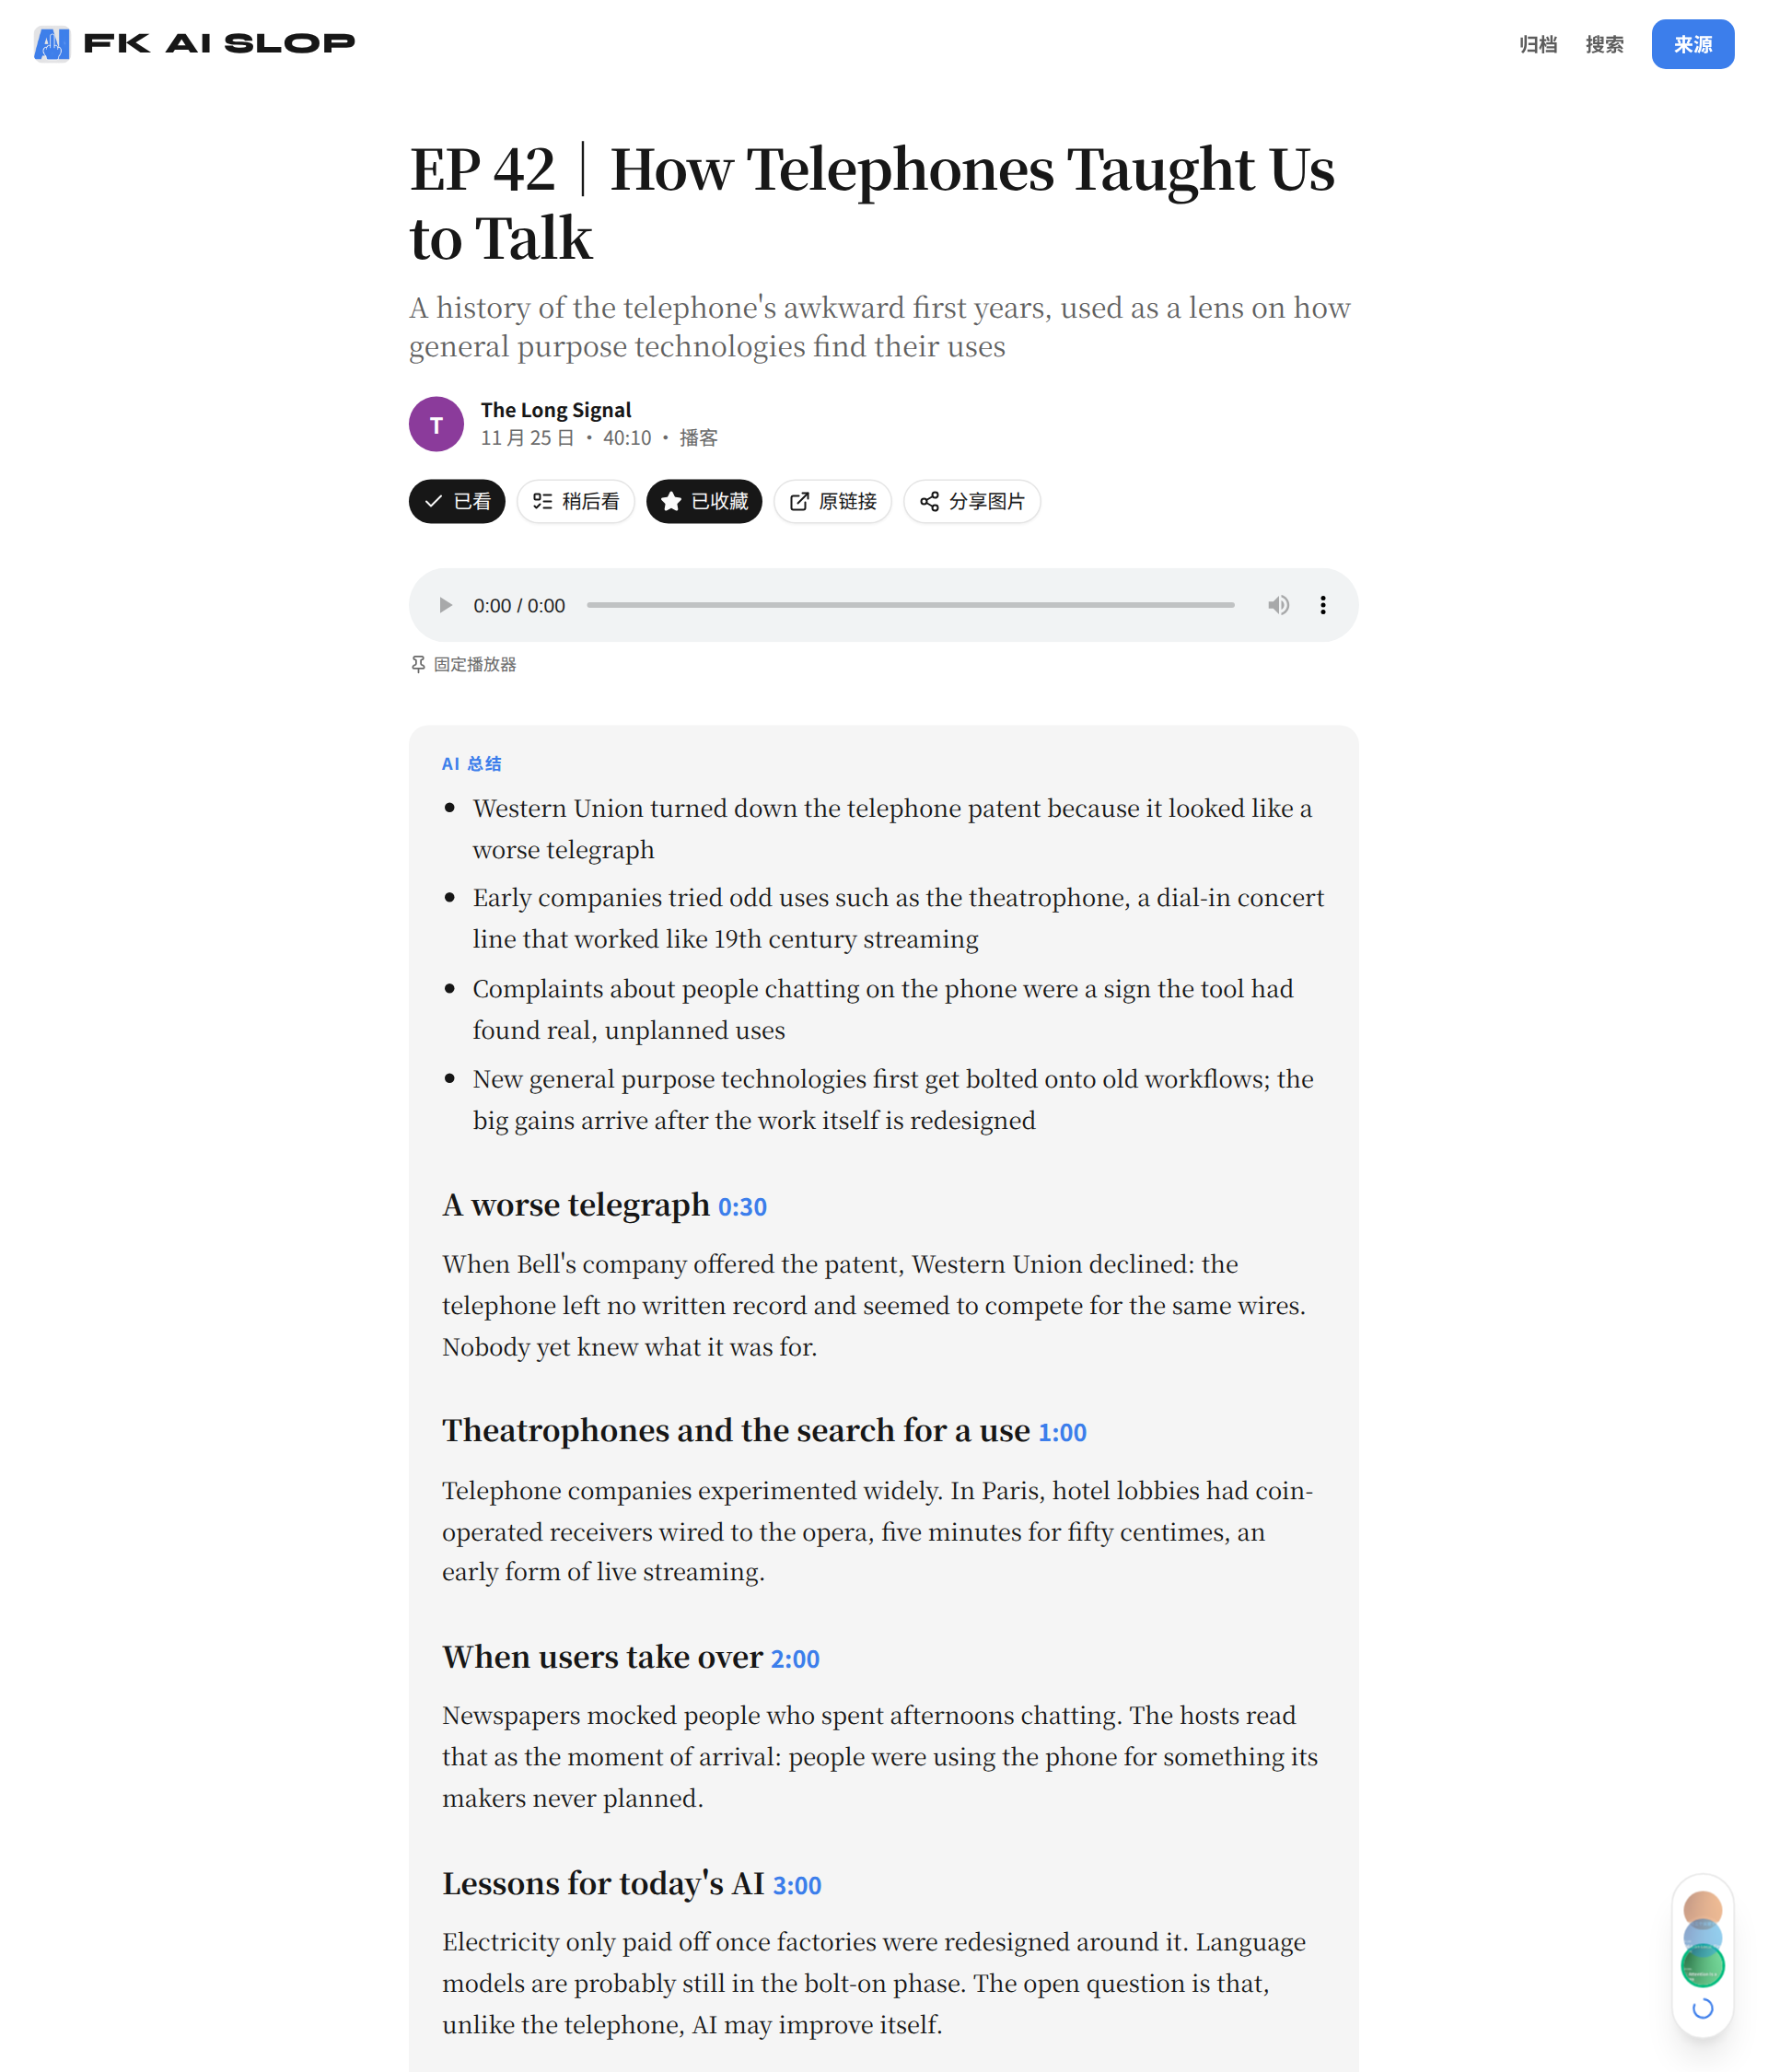 AI FK AI SLOP
归档 搜索 来源
EP 42｜How Telephones Taught Us
to Talk
A history of the telephone's awkward first years, used as a lens on how
general purpose technologies find their uses
T
The Long Signal
11 月 25 日 • 40:10 • 播客
已看 稍后看 已收藏 原链接 分享图片
0:00 / 0:00
固定播放器
AI 总结
• Western Union turned down the telephone patent because it looked like a
worse telegraph
• Early companies tried odd uses such as the theatrophone, a dial-in concert
line that worked like 19th century streaming
• Complaints about people chatting on the phone were a sign the tool had
found real, unplanned uses
• New general purpose technologies first get bolted onto old workflows; the
big gains arrive after the work itself is redesigned
A worse telegraph 0:30
When Bell's company offered the patent, Western Union declined: the
telephone left no written record and seemed to compete for the same wires.
Nobody yet knew what it was for.
Theatrophones and the search for a use 1:00
Telephone companies experimented widely. In Paris, hotel lobbies had coin-
operated receivers wired to the opera, five minutes for fifty centimes, an
early form of live streaming.
When users take over 2:00
Newspapers mocked people who spent afternoons chatting. The hosts read
that as the moment of arrival: people were using the phone for something its
makers never planned.
Lessons for today's AI 3:00
Electricity only paid off once factories were redesigned around it. Language
models are probably still in the bolt-on phase. The open question is that,
unlike the telephone, AI may improve itself.